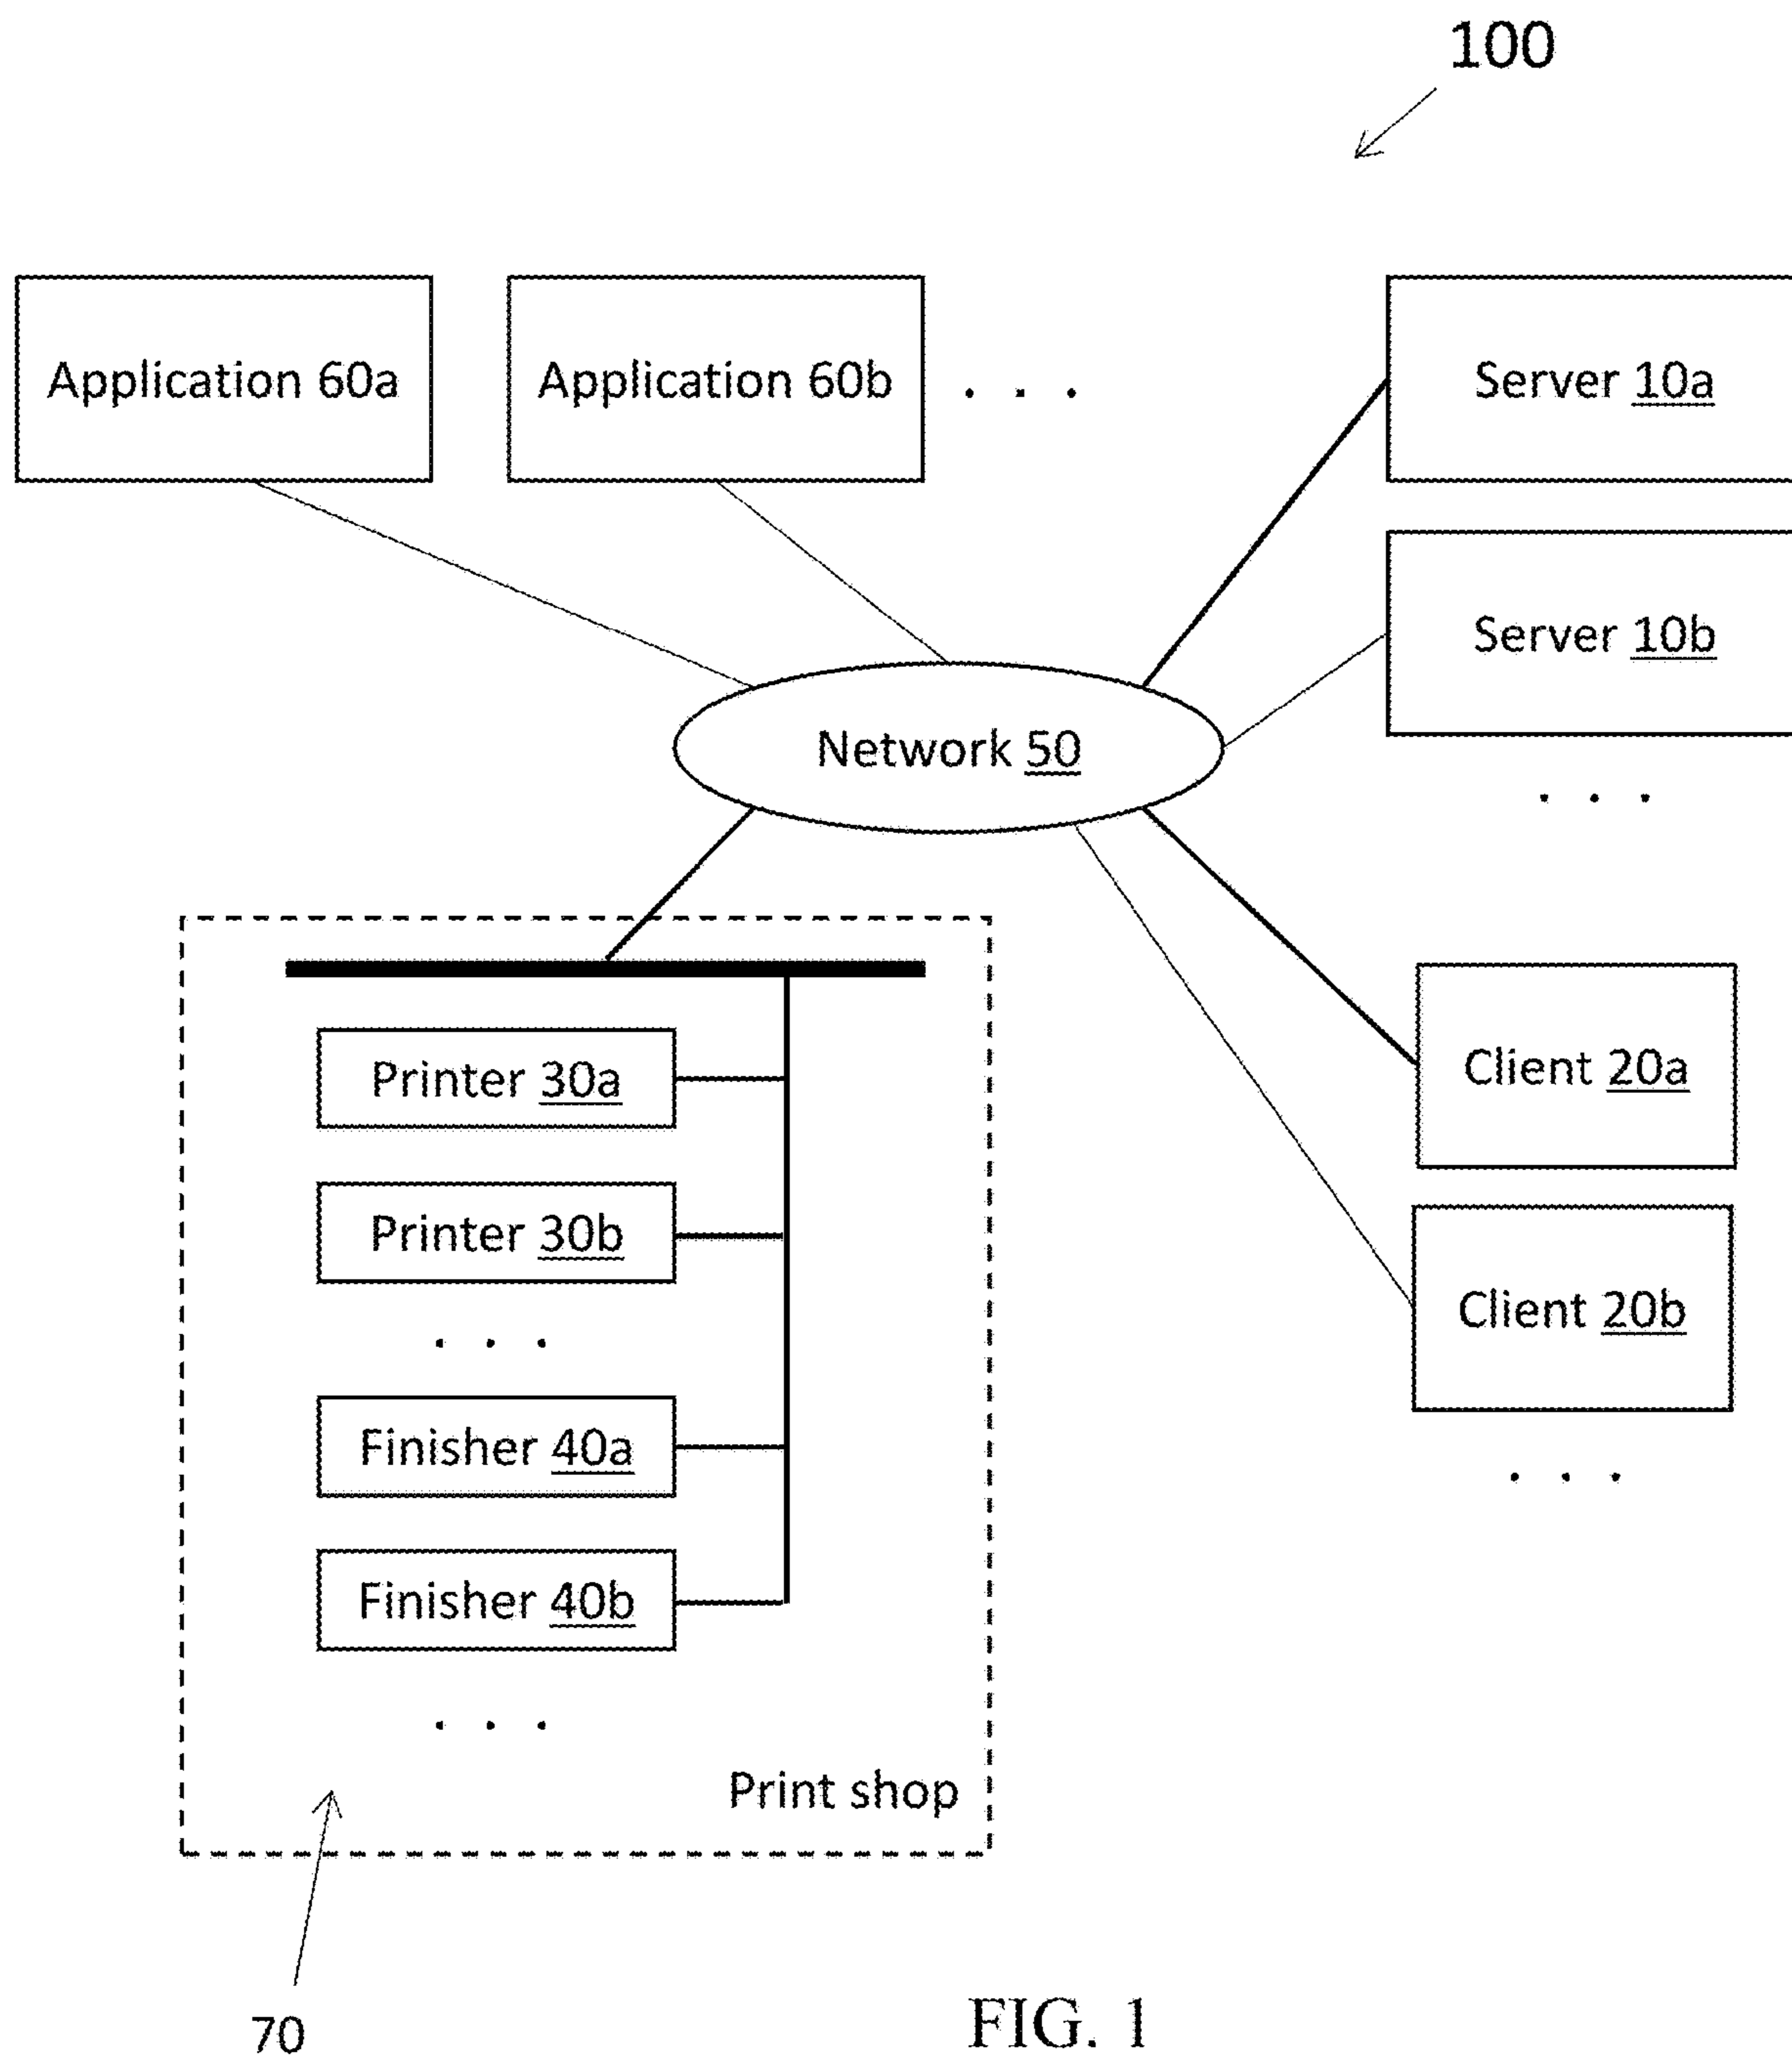 100
Application 60a
Application 60b
. . .
Server 10a
Server 10b
. . .
Network 50
Client 20a
Client 20b
. . .
Printer 30a
Printer 30b
. . .
Finisher 40a
Finisher 40b
. . .
Print shop
70
FIG. 1